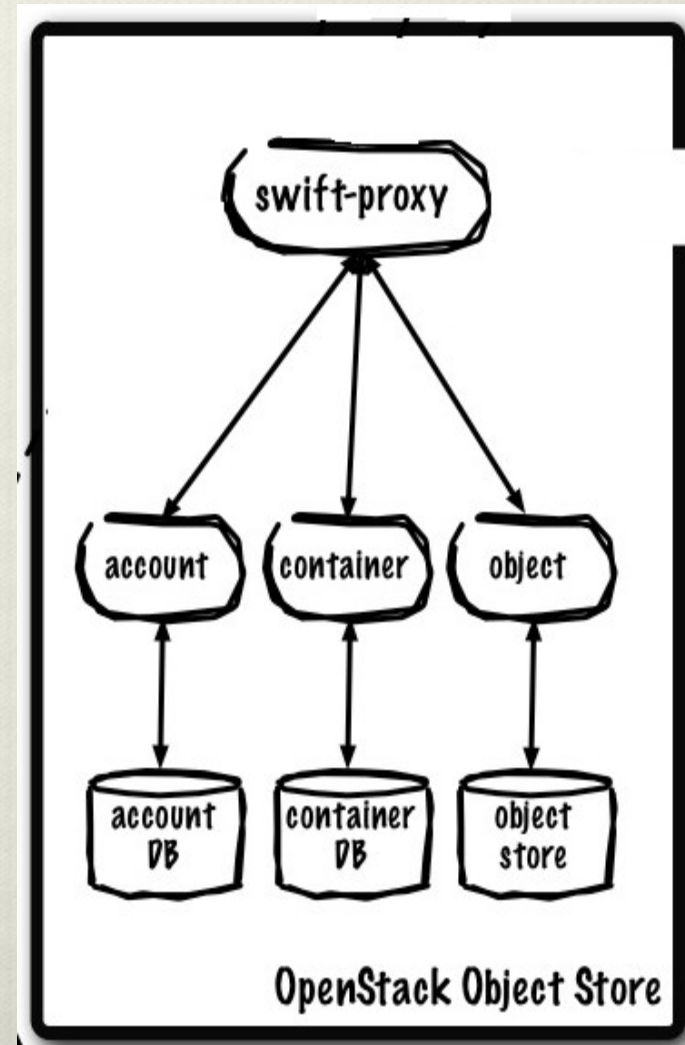 swift-proxy
account
container
object
account
DB
container
DB
object
store
OpenStack Object Store